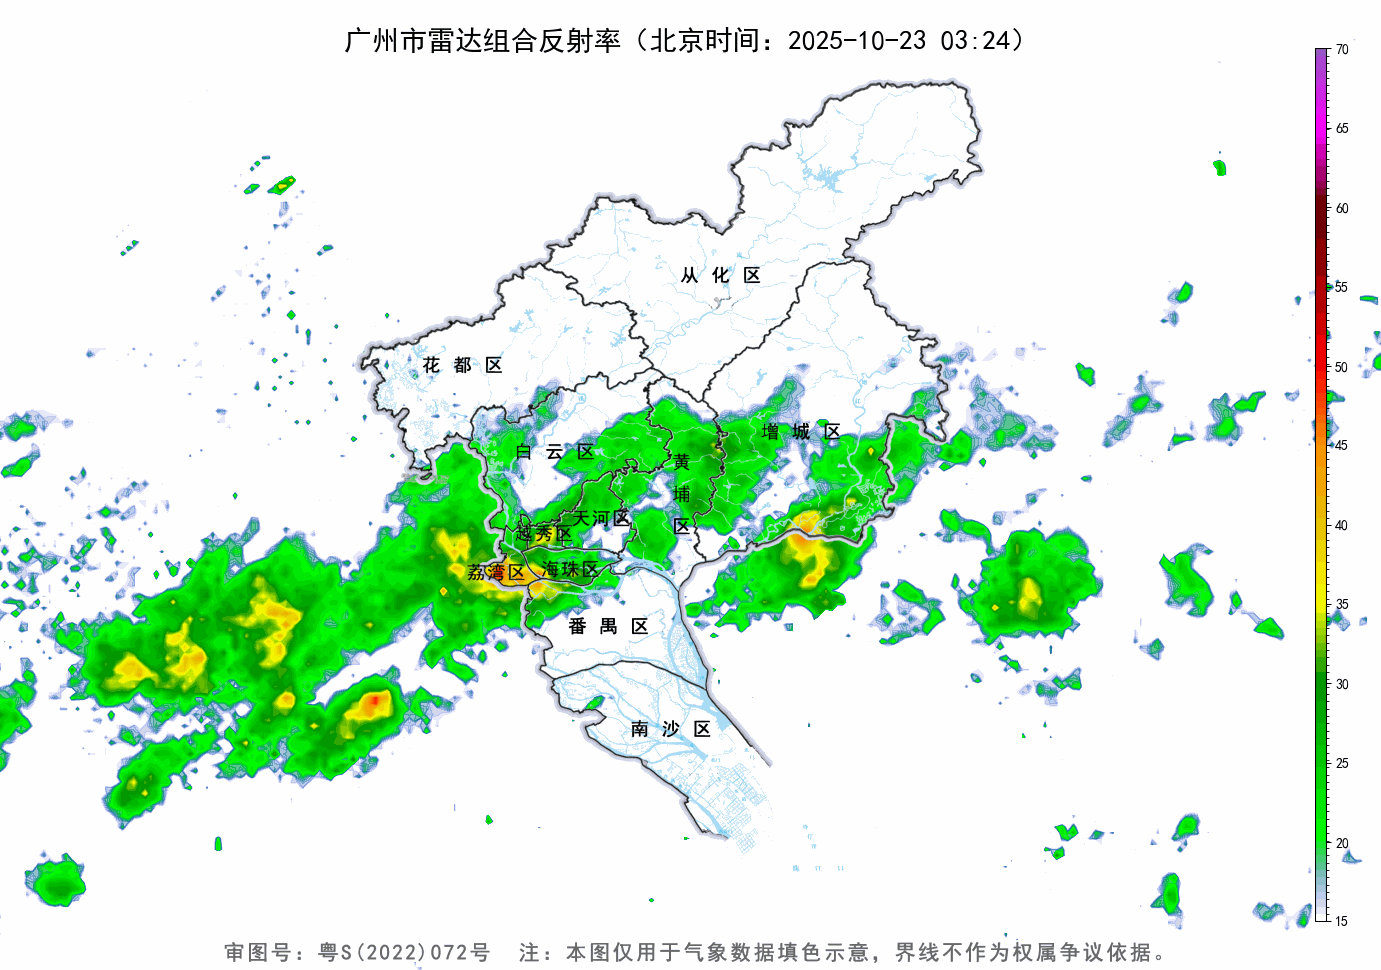 广州市雷达组合反射率（北京时间：2025-10-23 03:24）
70
65
60
55
50
45
40
35
30
25
20
15
从化区
花都区
增城区
白云区
黄埔区
天河区
越秀区
荔湾区
海珠区
番禺区
南沙区
审图号：粤S(2022)072号 注：本图仅用于气象数据填色示意，界线不作为权属争议依据。